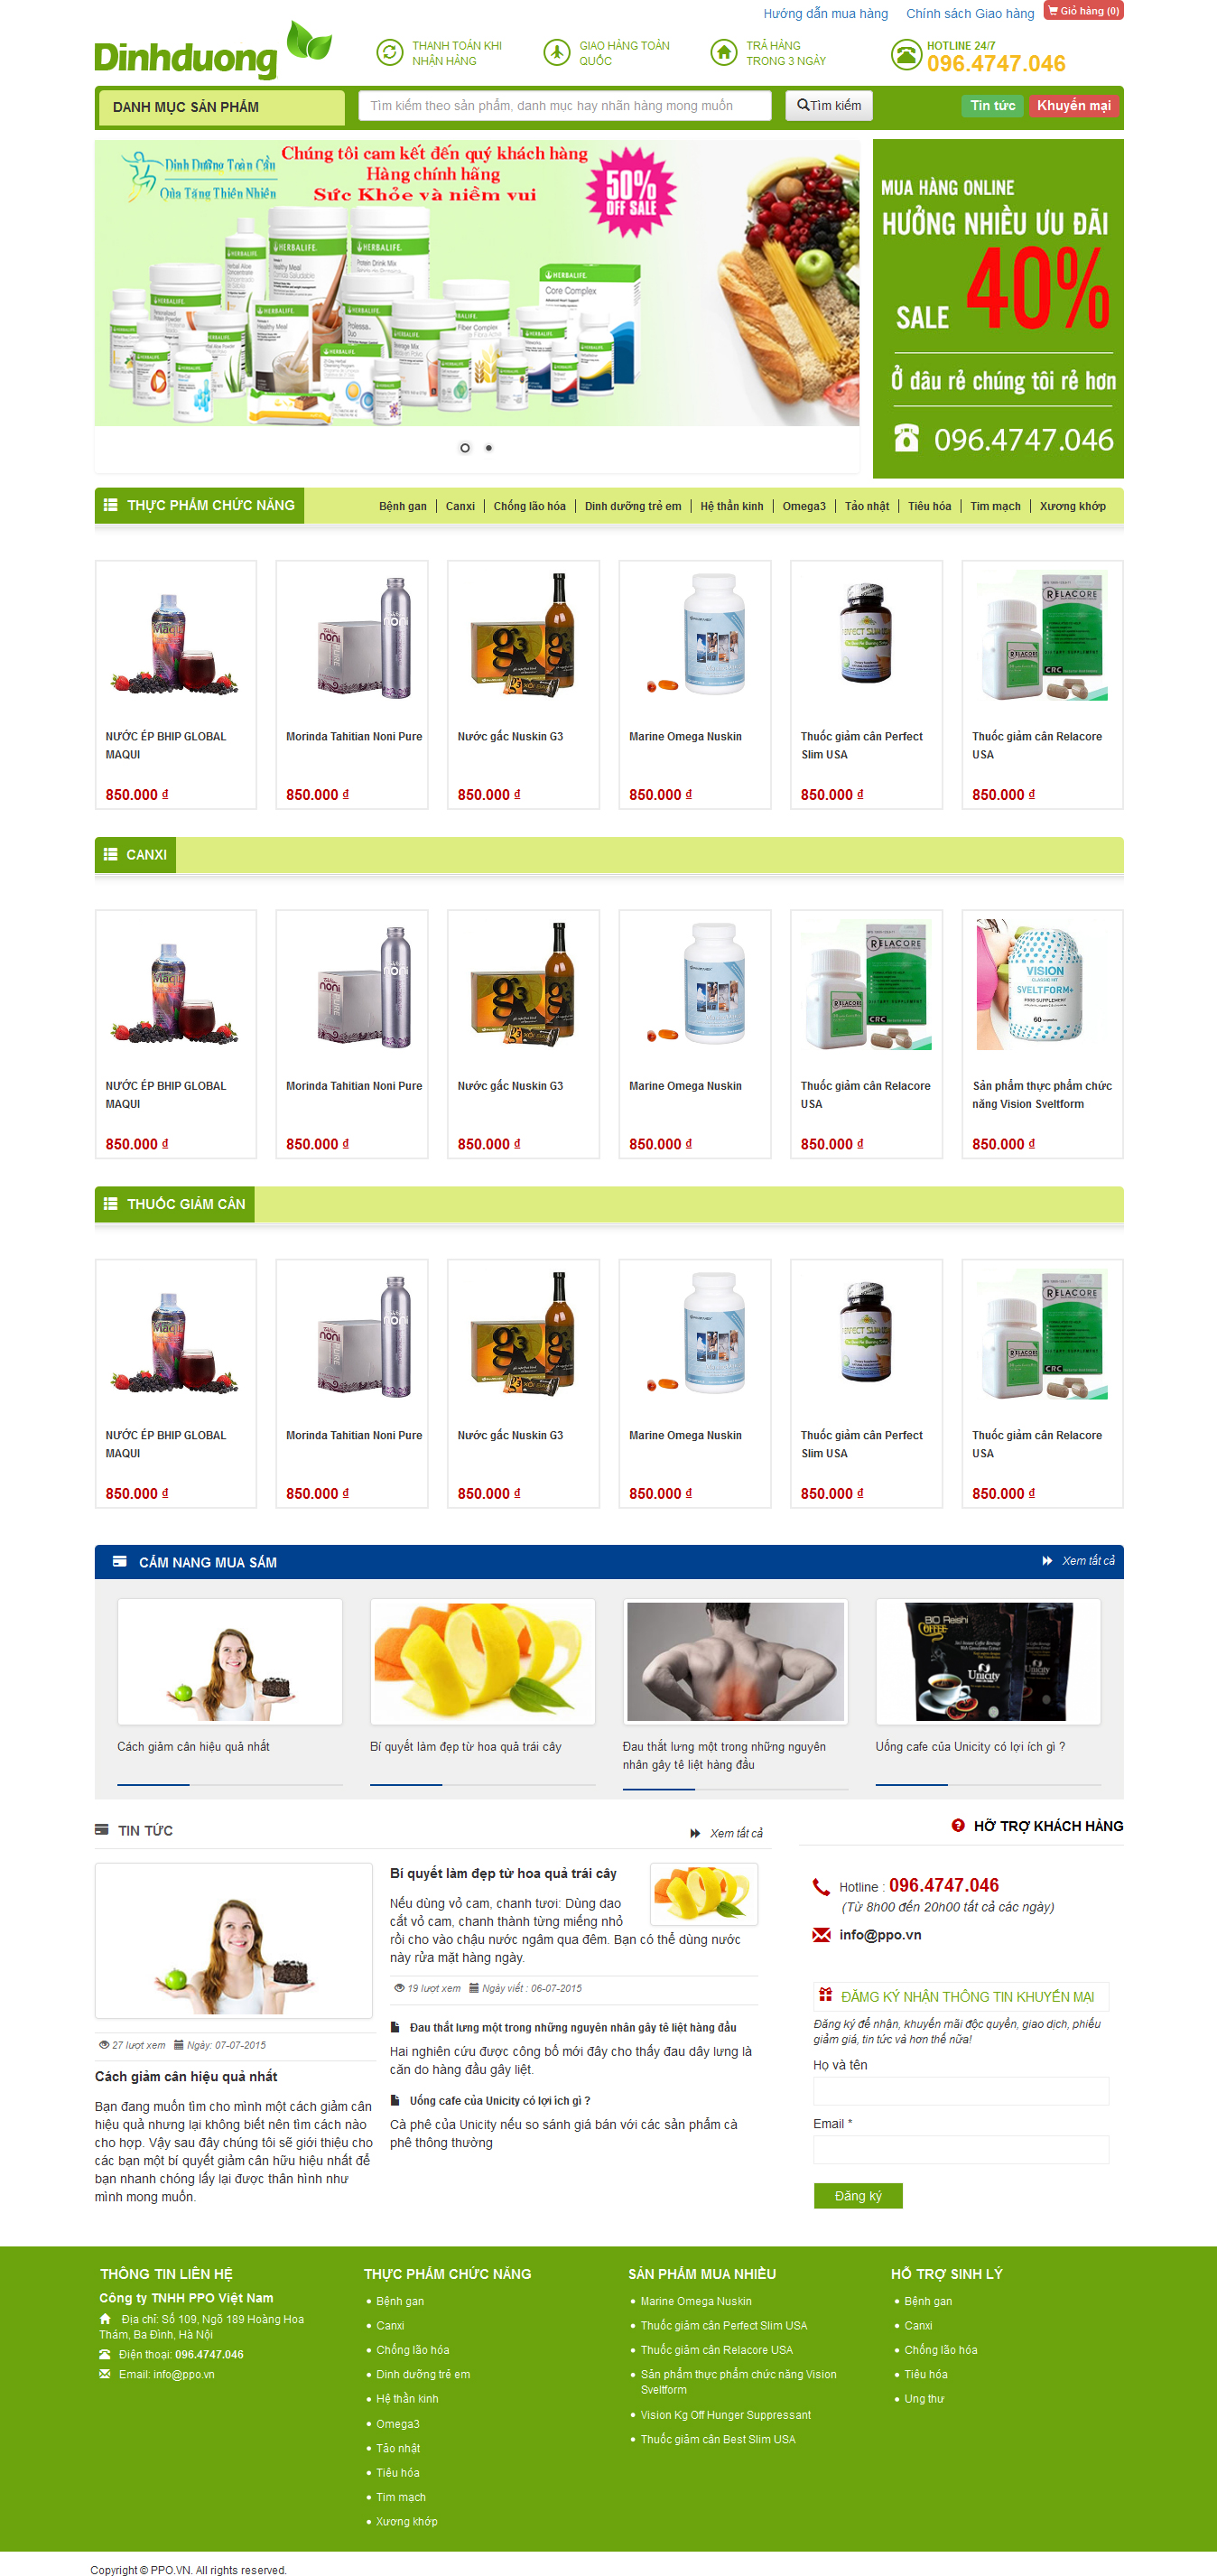 Hướng dẫn mua hàng Chính sách Giao hàng Giỏ hàng (0)
Dinhduong
THANH TOÁN KHI
NHẬN HÀNG
GIAO HÀNG TOÀN
QUỐC
TRẢ HÀNG
TRONG 3 NGÀY
HOTLINE 24/7
096.4747.046
DANH MỤC SẢN PHẨM
Tìm kiếm theo sản phẩm, danh mục hay nhãn hàng mong muốn
Tìm kiếm
Tin tức Khuyến mại
Dinh Dưỡng Toàn Cầu
Qùa Tặng Thiên Nhiên
Chúng tôi cam kết đến quý khách hàng
Hàng chính hãng
Sức Khỏe và niềm vui
50%
OFF SALE
HERBALIFE
Core Complex
MUA HÀNG ONLINE
HƯỞNG NHIỀU ƯU ĐÃI
SALE 40%
Ở đâu rẻ chúng tôi rẻ hơn
096.4747.046
THỰC PHẨM CHỨC NĂNG
Bệnh gan Canxi Chống lão hóa Dinh dưỡng trẻ em Hệ thần kinh Omega3 Tảo nhật Tiêu hóa Tim mạch Xương khớp
NƯỚC ÉP BHIP GLOBAL
MAQUI
850.000 đ
Morinda Tahitian Noni Pure
850.000 đ
Nước gấc Nuskin G3
850.000 đ
Marine Omega Nuskin
850.000 đ
Thuốc giảm cân Perfect
Slim USA
850.000 đ
Thuốc giảm cân Relacore
USA
850.000 đ
CANXI
NƯỚC ÉP BHIP GLOBAL
MAQUI
850.000 đ
Morinda Tahitian Noni Pure
850.000 đ
Nước gấc Nuskin G3
850.000 đ
Marine Omega Nuskin
850.000 đ
Thuốc giảm cân Relacore
USA
850.000 đ
VISION
SVELTFORM+
Sản phẩm thực phẩm chức
năng Vision Sveltform
850.000 đ
THUỐC GIẢM CÂN
NƯỚC ÉP BHIP GLOBAL
MAQUI
850.000 đ
Morinda Tahitian Noni Pure
850.000 đ
Nước gấc Nuskin G3
850.000 đ
Marine Omega Nuskin
850.000 đ
Thuốc giảm cân Perfect
Slim USA
850.000 đ
Thuốc giảm cân Relacore
USA
850.000 đ
CẨM NANG MUA SẮM
Xem tất cả
BIO Reishi
COFFEE
Unicity
Cách giảm cân hiệu quả nhất
Bí quyết làm đẹp từ hoa quả trái cây
Đau thắt lưng một trong những nguyên
nhân gây tê liệt hàng đầu
Uống cafe của Unicity có lợi ích gì ?
TIN TỨC
Xem tất cả
27 lượt xem Ngày: 07-07-2015
Cách giảm cân hiệu quả nhất
Bạn đang muốn tìm cho mình một cách giảm cân
hiệu quả nhưng lại không biết nên tìm cách nào
cho hợp. Vậy sau đây chúng tôi sẽ giới thiệu cho
các bạn một bí quyết giảm cân hữu hiệu nhất để
bạn nhanh chóng lấy lại được thân hình như
mình mong muốn.
Bí quyết làm đẹp từ hoa quả trái cây
Nếu dùng vỏ cam, chanh tươi: Dùng dao
cắt vỏ cam, chanh thành từng miếng nhỏ
rồi cho vào chậu nước ngâm qua đêm. Bạn có thể dùng nước
này rửa mặt hàng ngày.
19 lượt xem Ngày viết : 06-07-2015
Đau thắt lưng một trong những nguyên nhân gây tê liệt hàng đầu
Hai nghiên cứu được công bố mới đây cho thấy đau dây lưng là
căn do hàng đầu gây liệt.
Uống cafe của Unicity có lợi ích gì ?
Cà phê của Unicity nếu so sánh giá bán với các sản phẩm cà
phê thông thường
HỖ TRỢ KHÁCH HÀNG
Hotline : 096.4747.046
(Từ 8h00 đến 20h00 tất cả các ngày)
info@ppo.vn
ĐĂMG KÝ NHẬN THÔNG TIN KHUYẾN MẠI
Đăng ký để nhận, khuyến mãi độc quyền, giao dịch, phiếu
giảm giá, tin tức và hơn thế nữa!
Họ và tên
Email *
Đăng ký
THÔNG TIN LIÊN HỆ
Công ty TNHH PPO Việt Nam
Địa chỉ: Số 109, Ngõ 189 Hoàng Hoa
Thám, Ba Đình, Hà Nội
Điện thoại: 096.4747.046
Email: info@ppo.vn
THỰC PHẨM CHỨC NĂNG
Bệnh gan
Canxi
Chống lão hóa
Dinh dưỡng trẻ em
Hệ thần kinh
Omega3
Tảo nhật
Tiêu hóa
Tim mạch
Xương khớp
SẢN PHẨM MUA NHIỀU
Marine Omega Nuskin
Thuốc giảm cân Perfect Slim USA
Thuốc giảm cân Relacore USA
Sản phẩm thực phẩm chức năng Vision
Sveltform
Vision Kg Off Hunger Suppressant
Thuốc giảm cân Best Slim USA
HỖ TRỢ SINH LÝ
Bệnh gan
Canxi
Chống lão hóa
Tiêu hóa
Ung thư
Copyright © PPO.VN. All rights reserved.